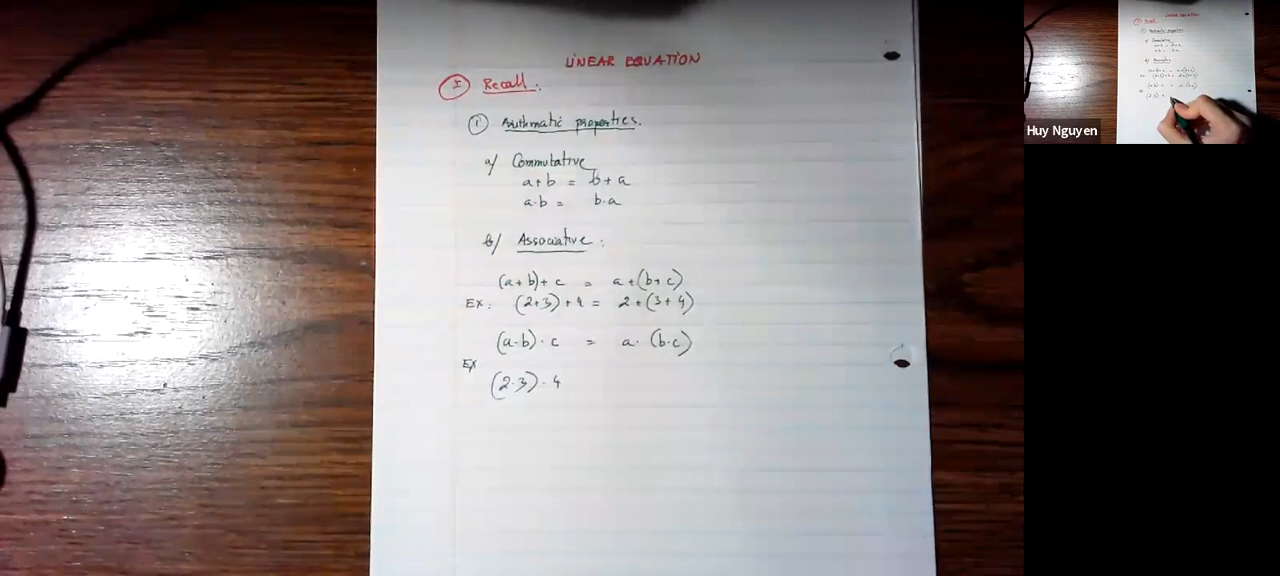 LINEAR EQUATION
I Recall.
1 Arithmatic properties.
a/ Commutative
a+b = b+a
a·b = b·a
b/ Associative :
(a+b)+c = a+(b+c)
EX: (2+3)+4 = 2+(3+4)
(a·b)·c = a·(b·c)
EX
(2·3)·4
Huy Nguyen